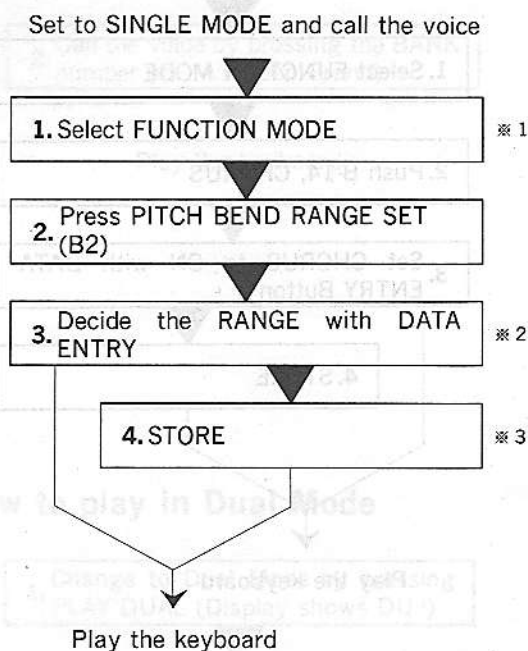 Set to SINGLE MODE and call the voice
1. Select FUNCTION MODE
※1
2. Press PITCH BEND RANGE SET
(B2)
3. Decide the RANGE with DATA
ENTRY
※2
4. STORE
※3
Play the keyboard